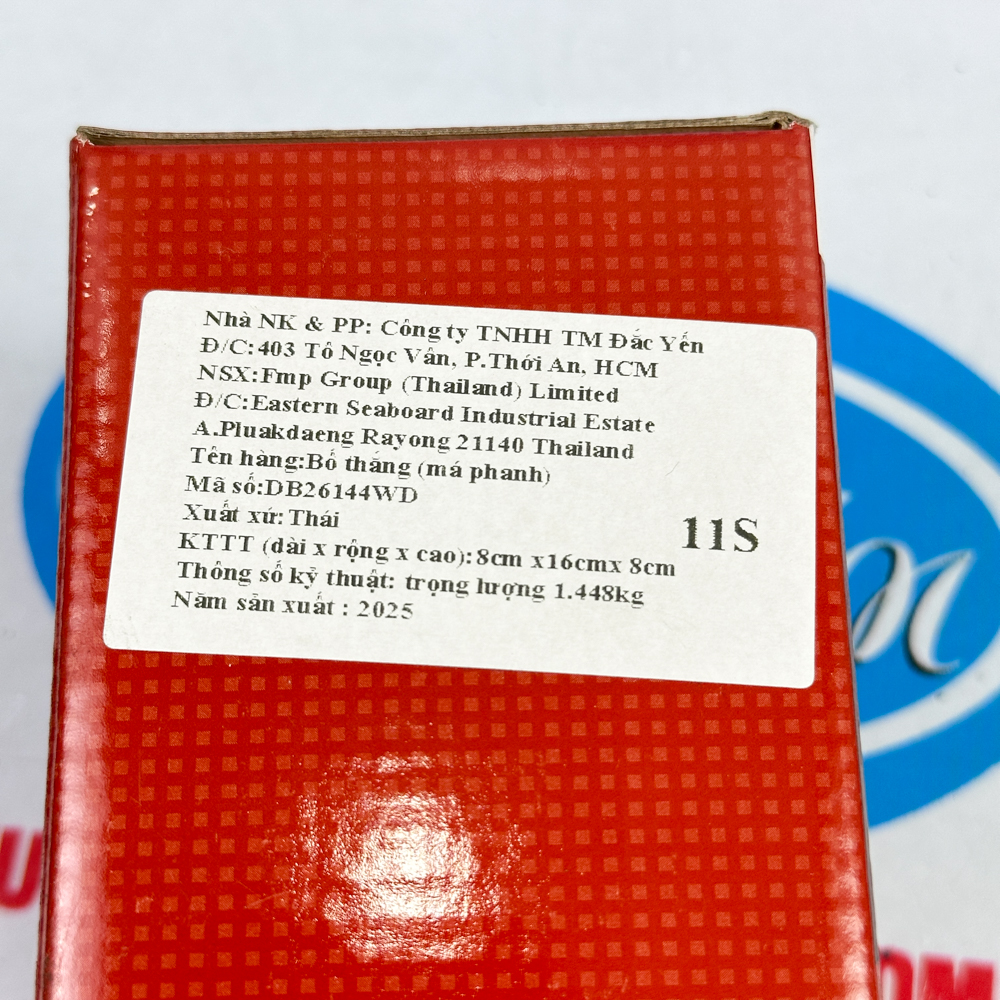 Nhà NK & PP: Công ty TNHH TM Đắc Yến
Đ/C:403 Tô Ngọc Vân, P.Thới An, HCM
NSX:Fmp Group (Thailand) Limited
Đ/C:Eastern Seaboard Industrial Estate
A.Pluakdaeng Rayong 21140 Thailand
Tên hàng:Bố thắng (má phanh)
Mã số:DB26144WD
Xuất xứ: Thái
11S
KTTT (dài x rộng x cao): 8cm x16cmx 8cm
Thông số kỹ thuật: trọng lượng 1.448kg
Năm sản xuất : 2025